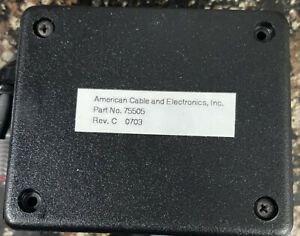 American Cable and Electronics, Inc.
Part No. 75505
Rev. C 0703